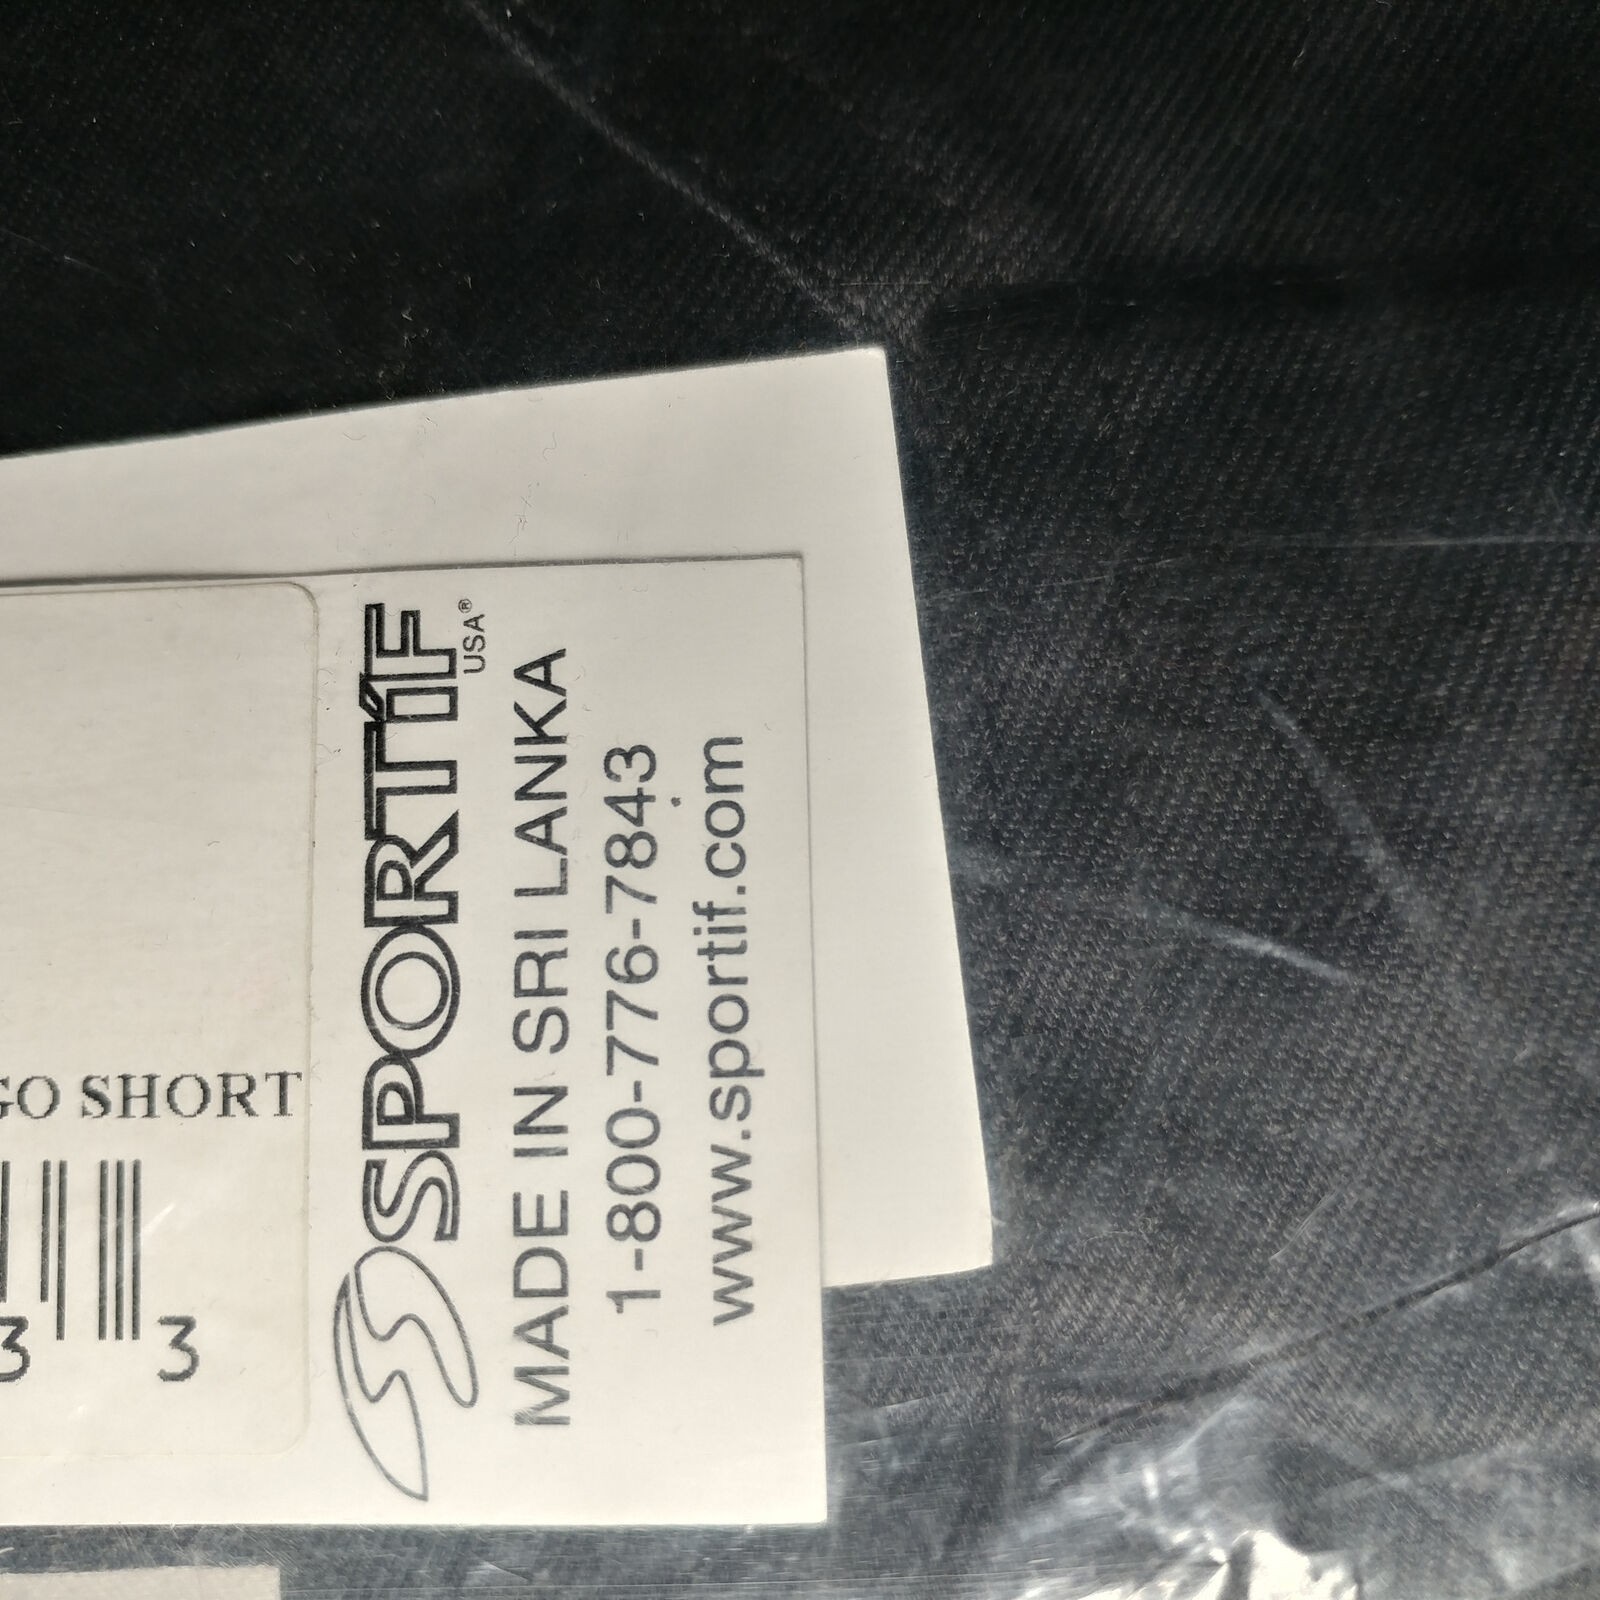 SPORTIF
USA®
MADE IN SRI LANKA
1-800-776-7843
www.sportif.com
GO SHORT
3 3